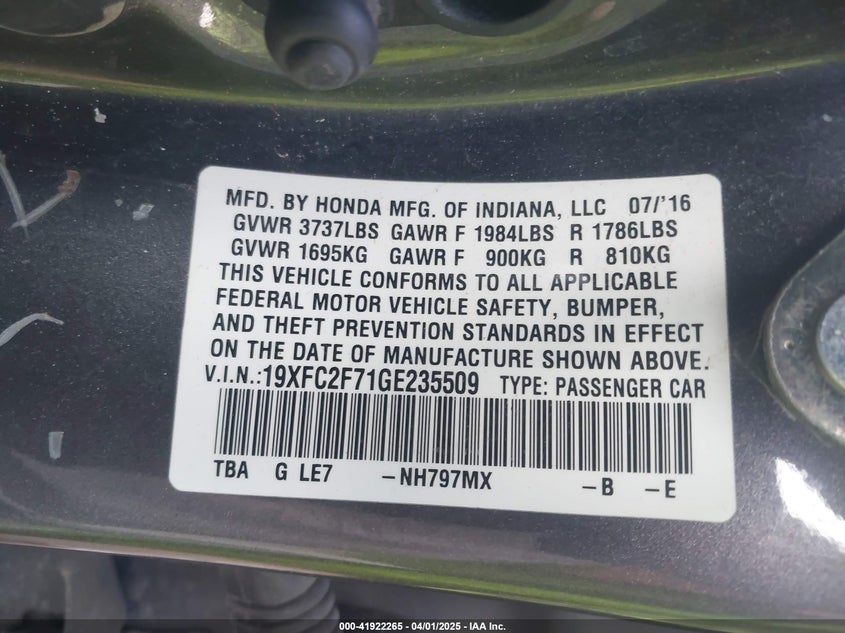 MFD. BY HONDA MFG. OF INDIANA, LLC 07/'16
GVWR 3737LBS GAWR F 1984LBS R 1786LBS
GVWR 1695KG GAWR F 900KG R 810KG
THIS VEHICLE CONFORMS TO ALL APPLICABLE
FEDERAL MOTOR VEHICLE SAFETY, BUMPER,
AND THEFT PREVENTION STANDARDS IN EFFECT
ON THE DATE OF MANUFACTURE SHOWN ABOVE.
V.I.N.:19XFC2F71GE235509 TYPE: PASSENGER CAR
TBA G LE7 -NH797MX -B -E
000-41922265 - 04/01/2025 - IAA Inc.